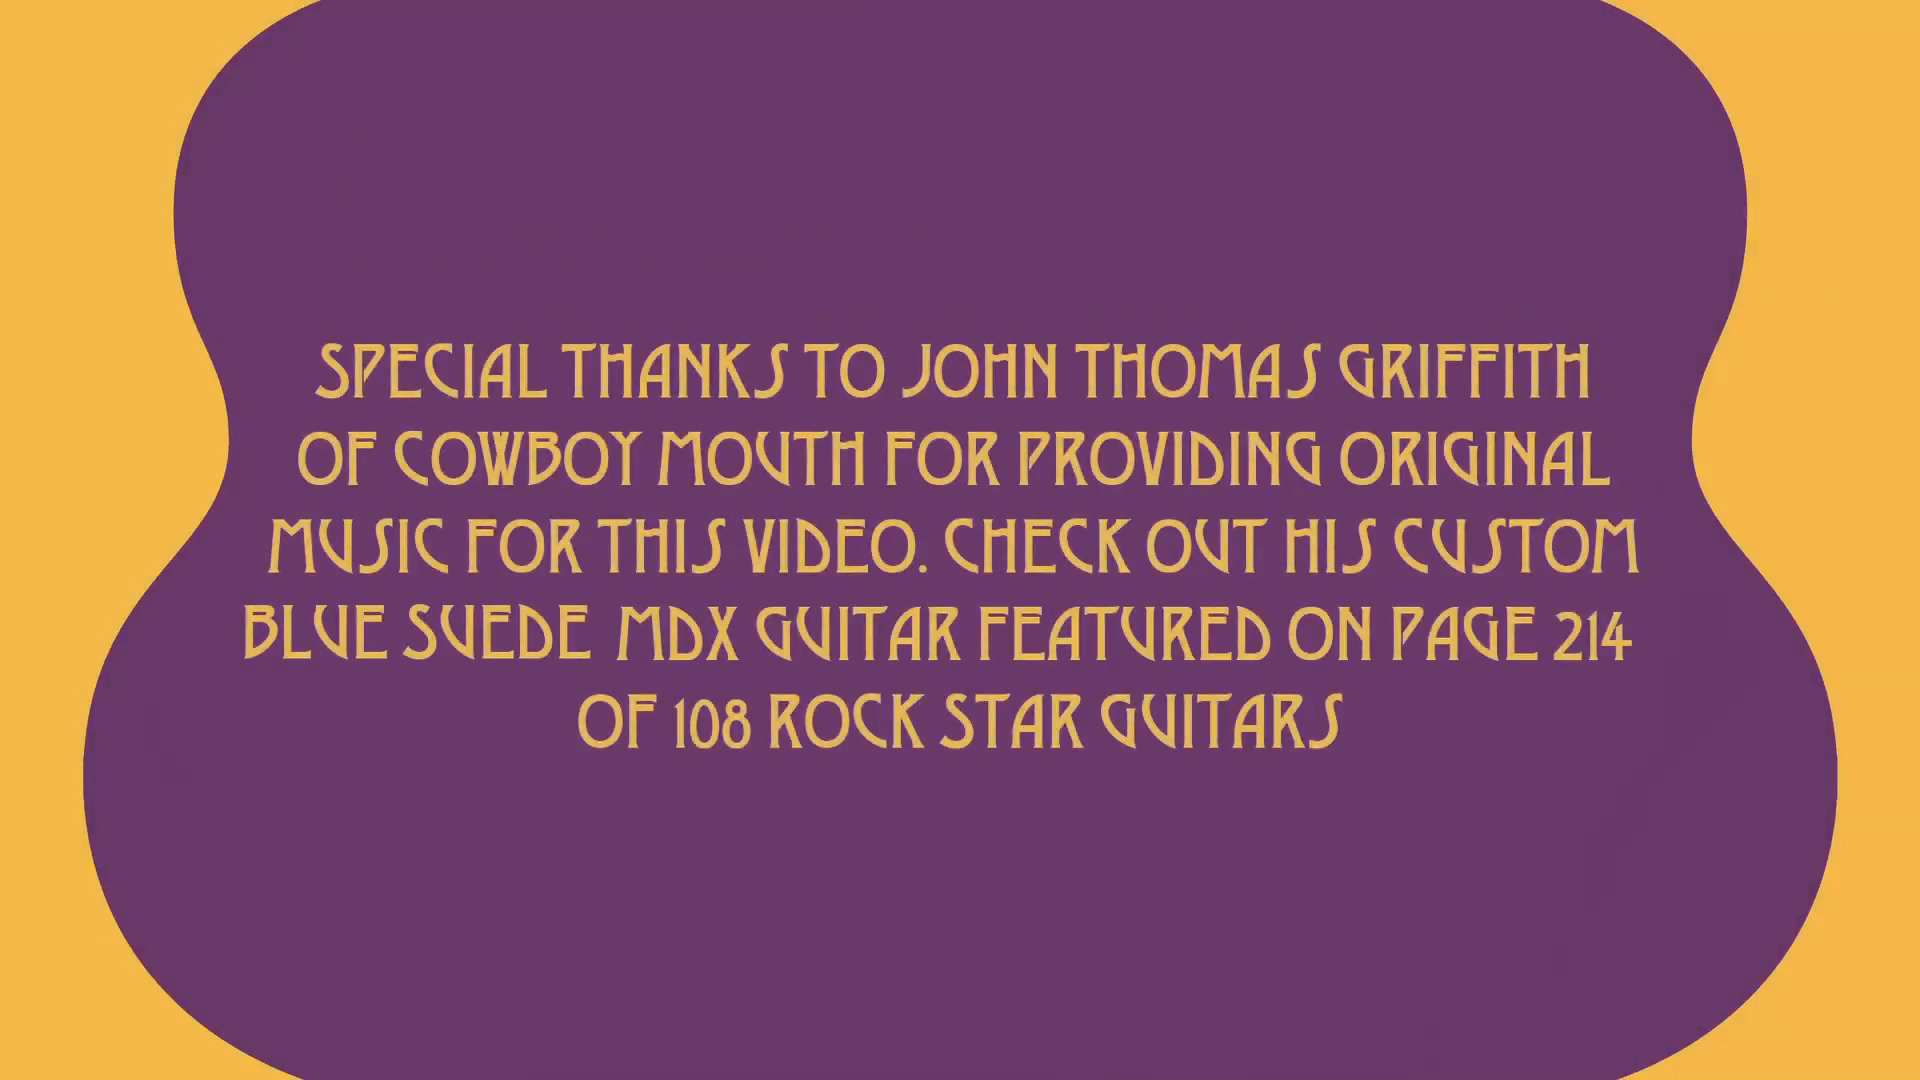 SPECIAL THANKS TO JOHN THOMAS GRIFFITH
OF COWBOY MOUTH FOR PROVIDING ORIGINAL
MUSIC FOR THIS VIDEO. CHECK OUT HIS CUSTOM
BLUE SUEDE MDX GUITAR FEATURED ON PAGE 214
OF 108 ROCK STAR GUITARS